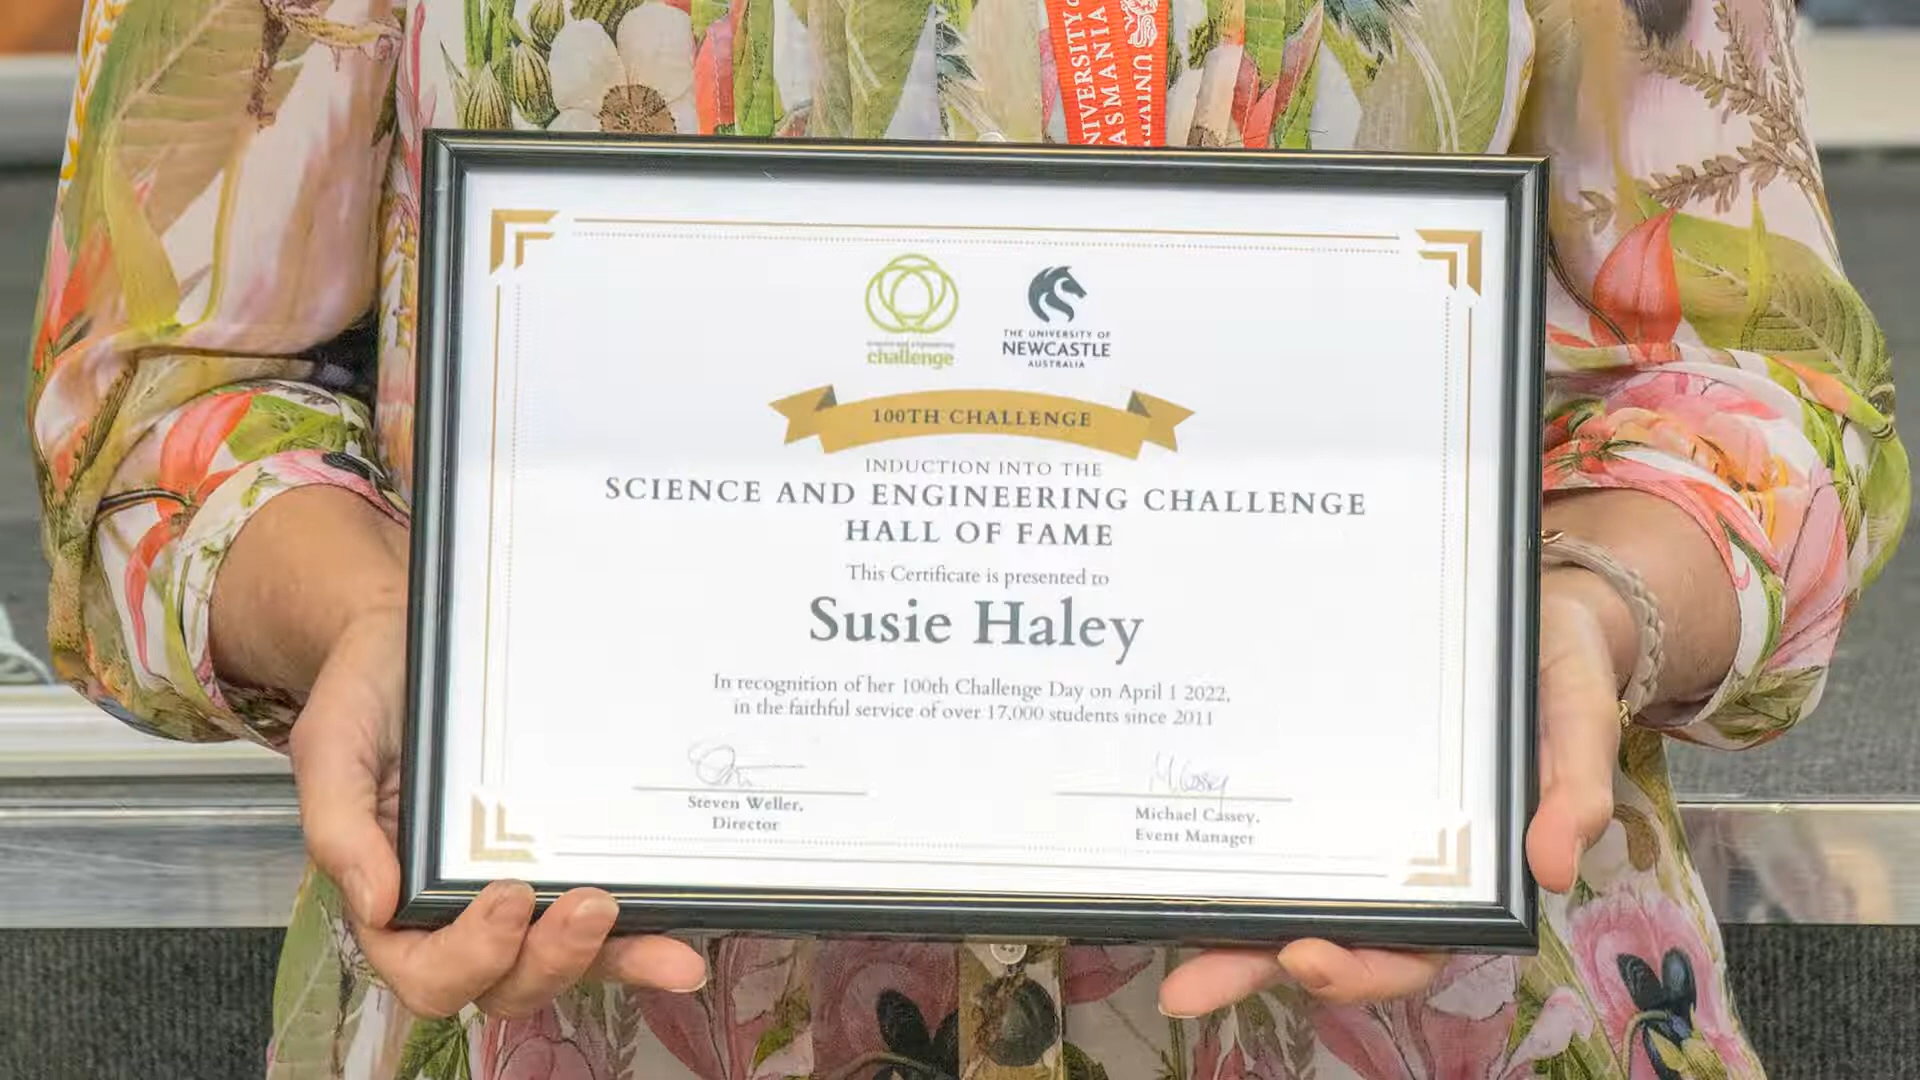 UNIVERSITY of
TASMANIA
UNIVE
challenge
THE UNIVERSITY OF
NEWCASTLE
AUSTRALIA
100TH CHALLENGE
INDUCTION INTO THE
SCIENCE AND ENGINEERING CHALLENGE
HALL OF FAME
This Certificate is presented to
Susie Haley
In recognition of her 100th Challenge Day on April 1 2022,
in the faithful service of over 17,000 students since 2011
M. Cassey
Steven Weller,
Director
Michael Cassey,
Event Manager